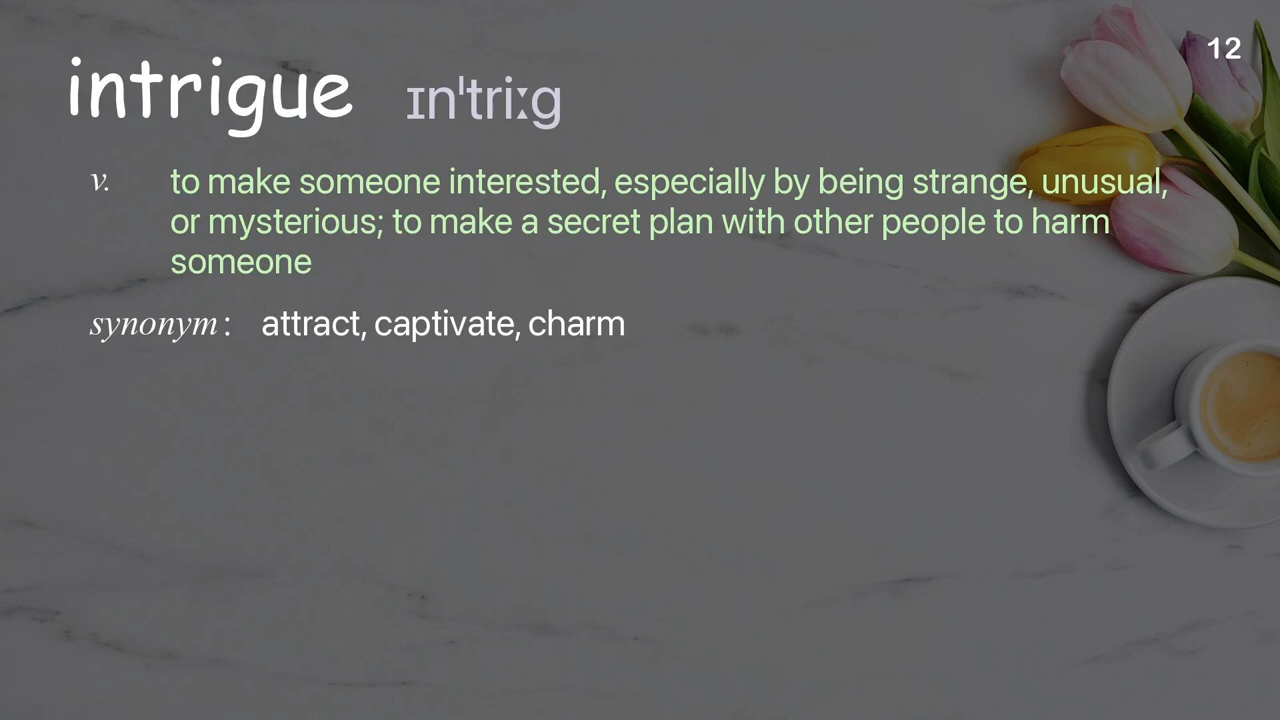 12
intrigue ɪnˈtriːg
v. to make someone interested, especially by being strange, unusual,
or mysterious; to make a secret plan with other people to harm
someone
synonym: attract, captivate, charm